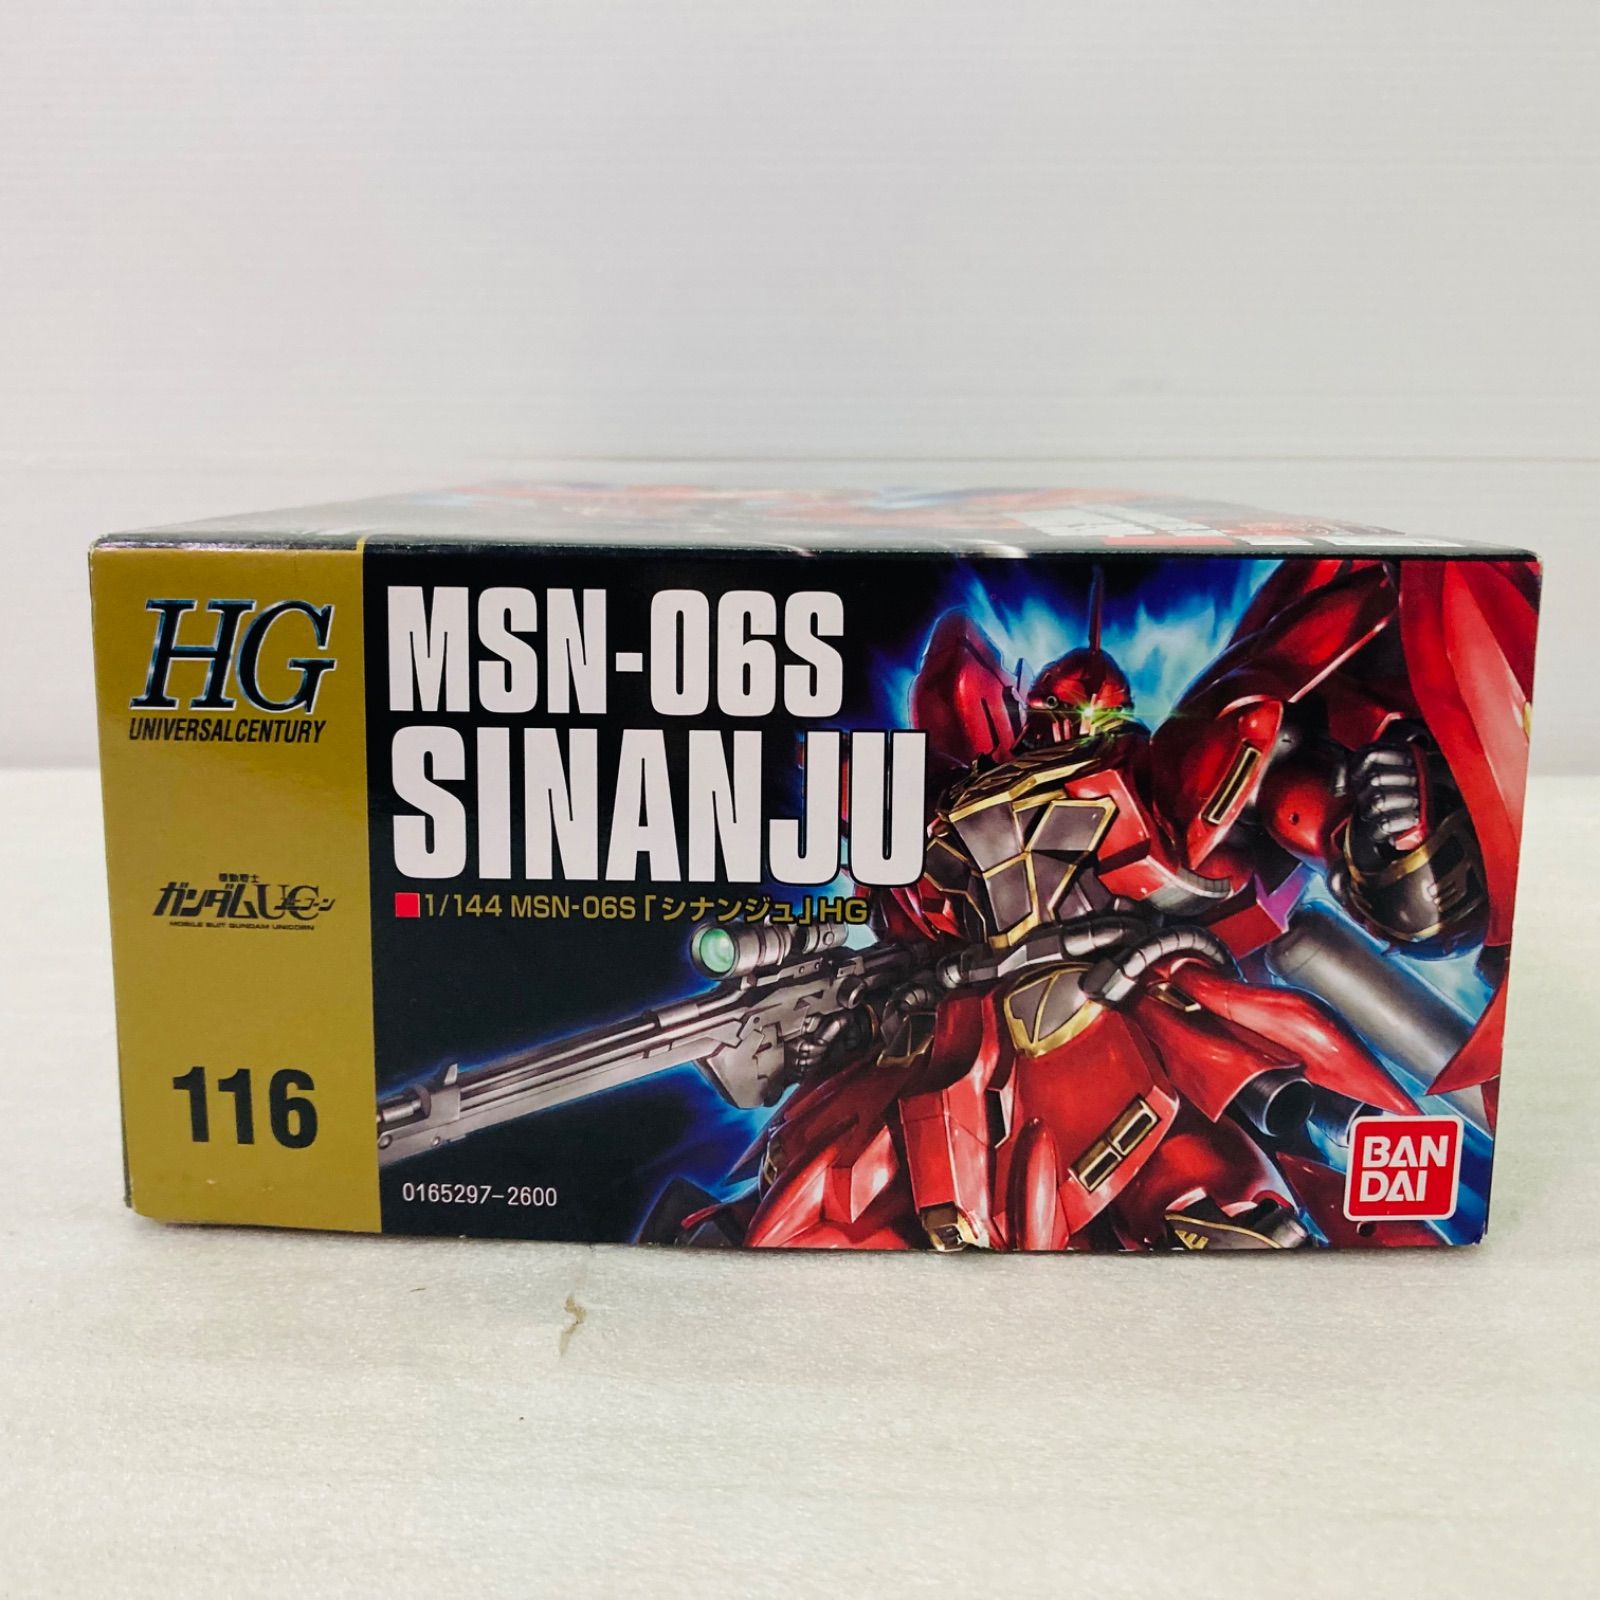 HG
UNIVERSALCENTURY
機動戦士
ガンダムUC
MOBILE SUIT GUNDAM UNICORN
116
MSN-06S
SINANJU
1/144 MSN-06S「シナンジュ」HG
0165297-2600
BAN
DAI